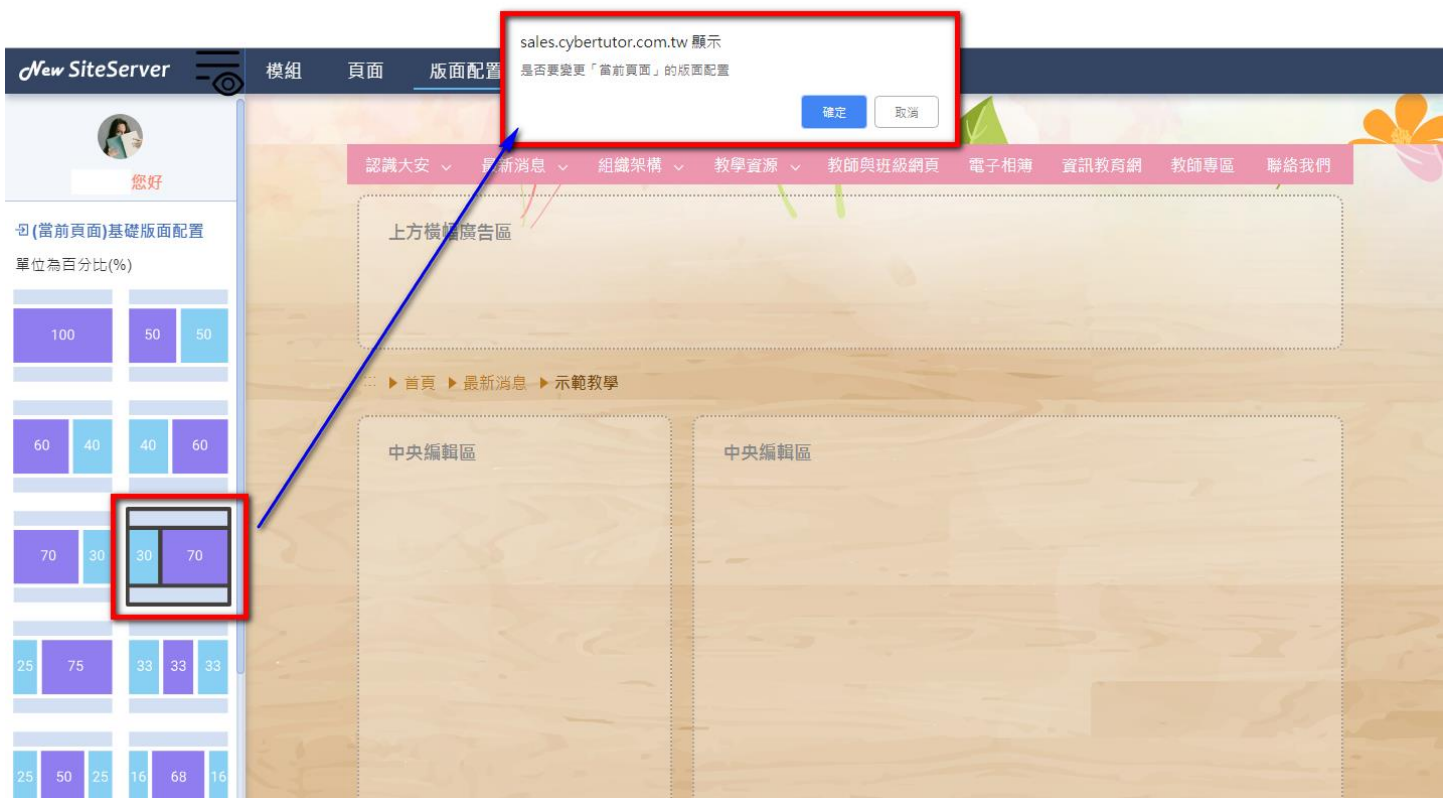 sales.cybertutor.com.tw 顯示
是否要變更「當前頁面」的版面配置
確定 取消
New SiteServer 模組 頁面 版面配置
您好
(當前頁面)基礎版面配置
單位為百分比(%)
100 50 50
60 40 40 60
70 30 30 70
25 75 33 33 33
25 50 25 16 68 16
認識大安 最新消息 組織架構 教學資源 教師與班級網頁 電子相簿 資訊教育網 教師專區 聯絡我們
上方橫幅廣告區
::: 首頁 最新消息 示範教學
中央編輯區 中央編輯區